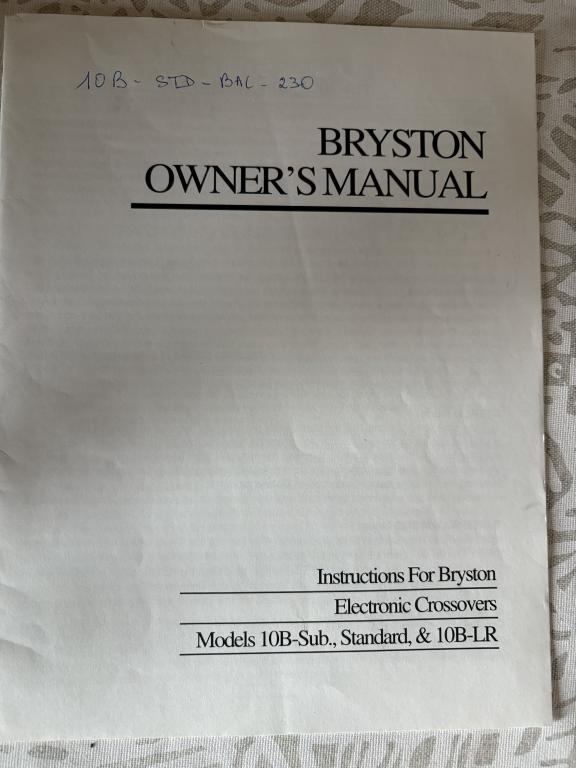 10B - STD - BAL - 230
BRYSTON
OWNER'S MANUAL
Instructions For Bryston
Electronic Crossovers
Models 10B-Sub., Standard, & 10B-LR